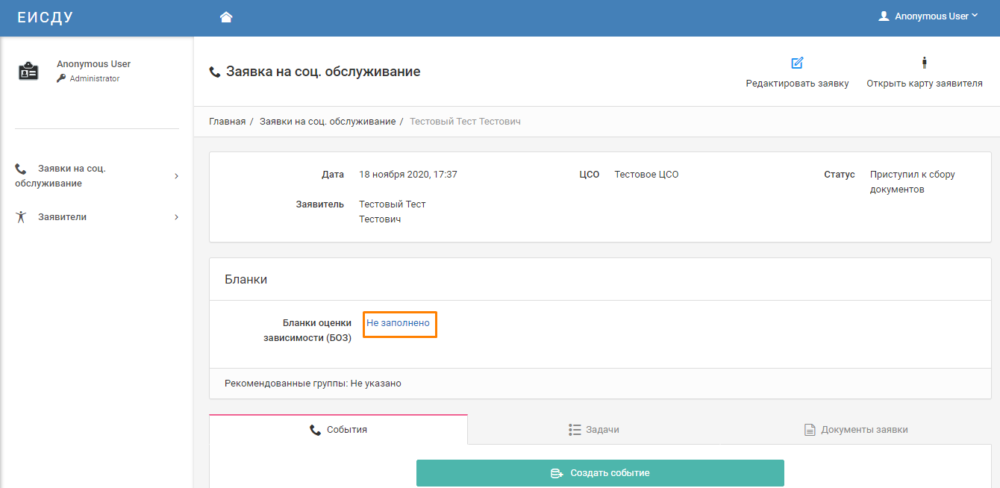 ЕИСДУ
Anonymous User
Anonymous User
Administrator
Заявки на соц.
обслуживание
Заявители
Заявка на соц. обслуживание
Редактировать заявку
Открыть карту заявителя
Главная / Заявки на соц. обслуживание / Тестовый Тест Тестович
Дата 18 ноября 2020, 17:37
ЦСО Тестовое ЦСО
Статус Приступил к сбору
документов
Заявитель Тестовый Тест
Тестович
Бланки
Бланки оценки
зависимости (БОЗ)
Не заполнено
Рекомендованные группы: Не указано
События
Задачи
Документы заявки
Создать событие